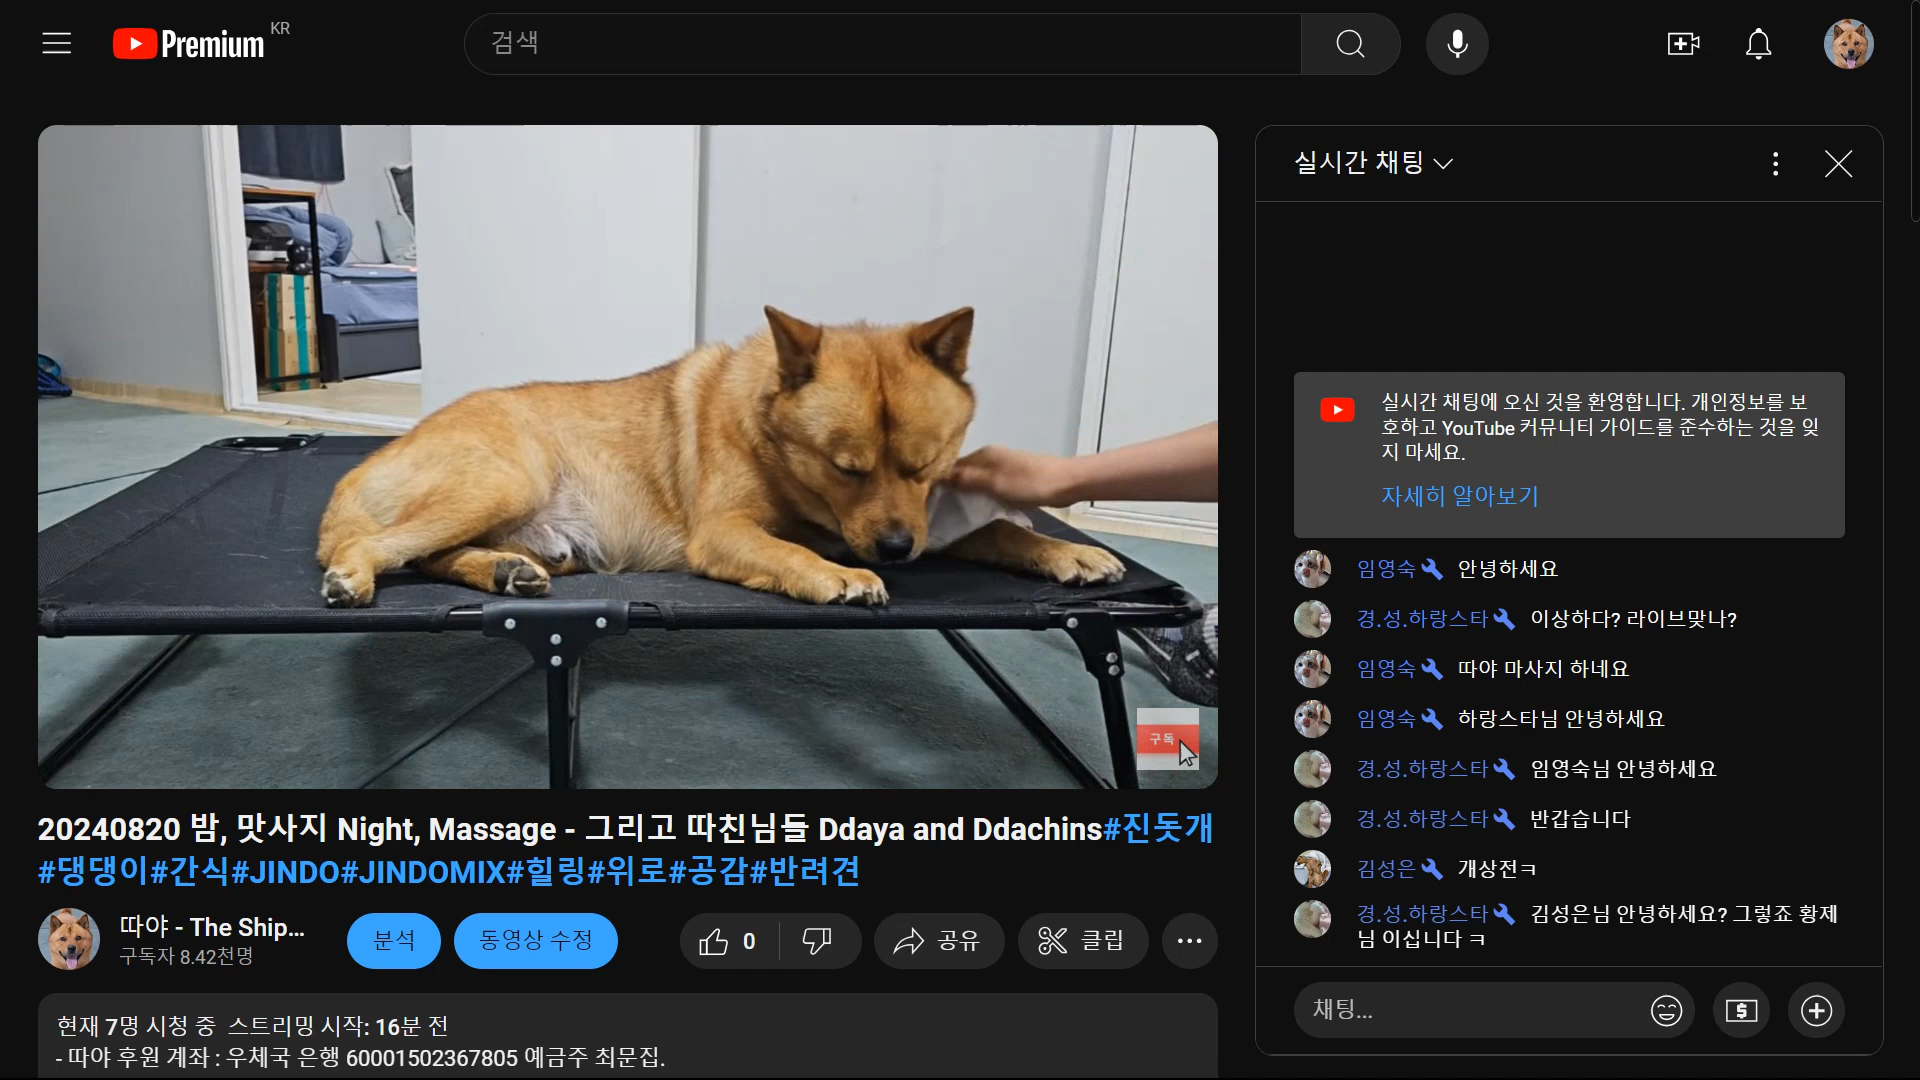 Premium KR
검색
구독
20240820 밤, 맛사지 Night, Massage - 그리고 따친님들 Ddaya and Ddachins#진돗개
#댕댕이#간식#JINDO#JINDOMIX#힐링#위로#공감#반려견
따야 - The Ship...
구독자 8.42천명
분석
동영상 수정
0
공유
클립
현재 7명 시청 중 스트리밍 시작: 16분 전
- 따야 후원 계좌 : 우체국 은행 60001502367805 예금주 최문집.
실시간 채팅
실시간 채팅에 오신 것을 환영합니다. 개인정보를 보
호하고 YouTube 커뮤니티 가이드를 준수하는 것을 잊
지 마세요.
자세히 알아보기
임영숙 안녕하세요
경.성.하랑스타 이상하다? 라이브맞나?
임영숙 따야 마사지 하네요
임영숙 하랑스타님 안녕하세요
경.성.하랑스타 임영숙님 안녕하세요
경.성.하랑스타 반갑습니다
김성은 개상전ㅋ
경.성.하랑스타 김성은님 안녕하세요? 그렇죠 황제
님 이십니다 ㅋ
채팅...